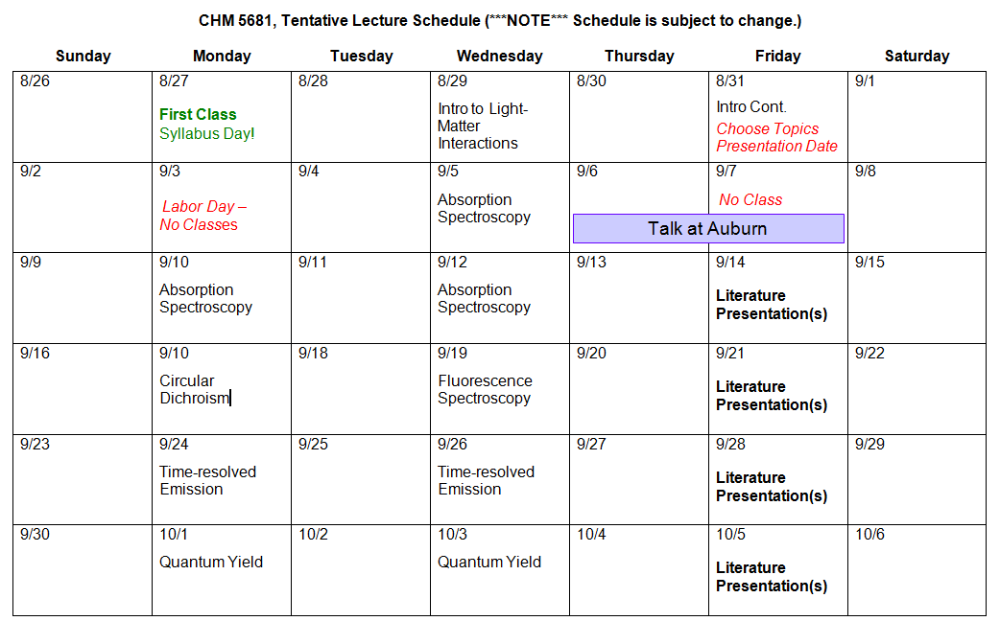 CHM 5681, Tentative Lecture Schedule (***NOTE*** Schedule is subject to change.)
Sunday Monday Tuesday Wednesday Thursday Friday Saturday
8/26
8/27
First Class
Syllabus Day!
8/28
8/29
Intro to Light-
Matter
Interactions
8/30
8/31
Intro Cont.
Choose Topics
Presentation Date
9/1
9/2
9/3
Labor Day –
No Classes
9/4
9/5
Absorption
Spectroscopy
9/6
9/7
No Class
Talk at Auburn
9/8
9/9
9/10
Absorption
Spectroscopy
9/11
9/12
Absorption
Spectroscopy
9/13
9/14
Literature
Presentation(s)
9/15
9/16
9/10
Circular
Dichroism
9/18
9/19
Fluorescence
Spectroscopy
9/20
9/21
Literature
Presentation(s)
9/22
9/23
9/24
Time-resolved
Emission
9/25
9/26
Time-resolved
Emission
9/27
9/28
Literature
Presentation(s)
9/29
9/30
10/1
Quantum Yield
10/2
10/3
Quantum Yield
10/4
10/5
Literature
Presentation(s)
10/6